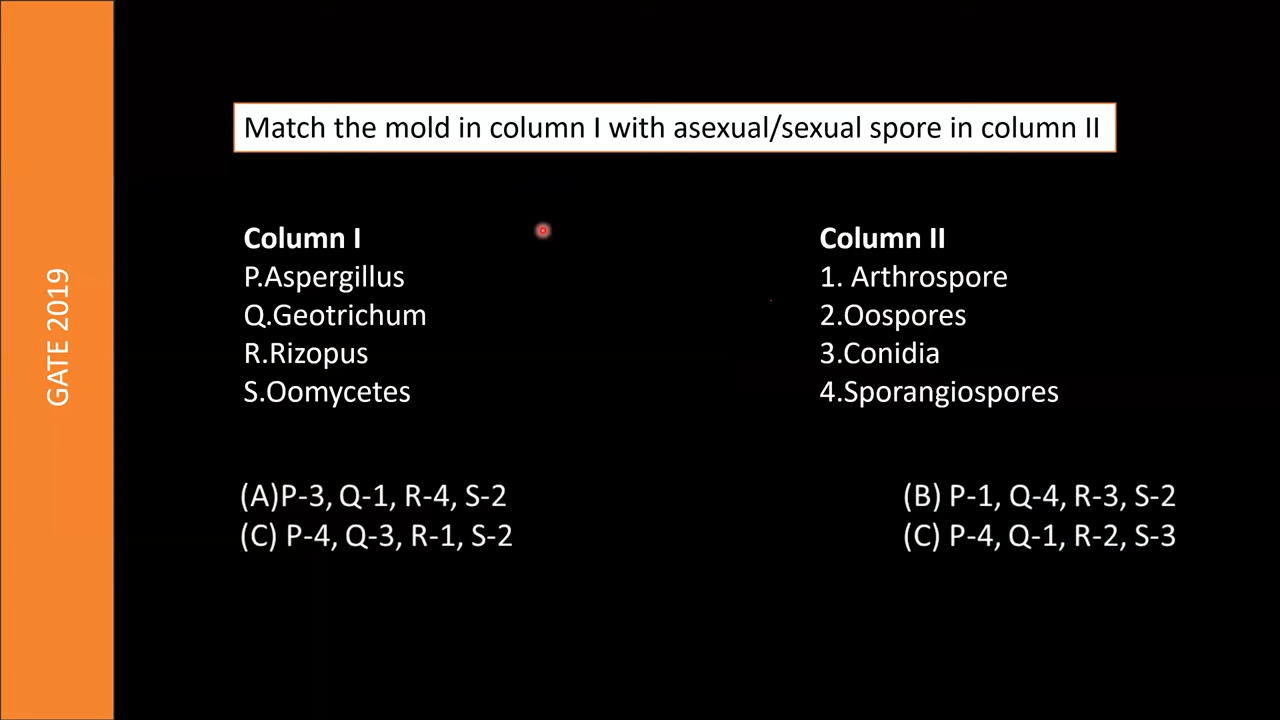 GATE 2019
Match the mold in column I with asexual/sexual spore in column II
Column I
P.Aspergillus
Q.Geotrichum
R.Rizopus
S.Oomycetes
Column II
1. Arthrospore
2.Oospores
3.Conidia
4.Sporangiospores
(A)P-3, Q-1, R-4, S-2
(B) P-1, Q-4, R-3, S-2
(C) P-4, Q-3, R-1, S-2
(C) P-4, Q-1, R-2, S-3